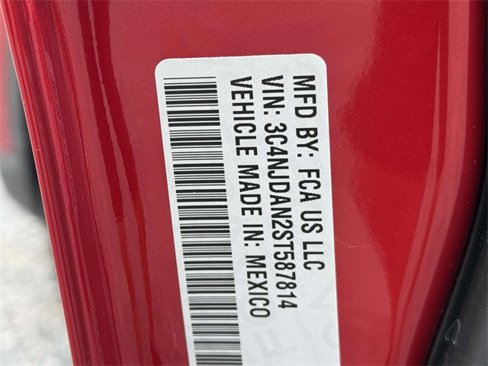 MFD BY: FCA US LLC
VIN: 3C4NJDAN2ST587814
VEHICLE MADE IN: MEXICO